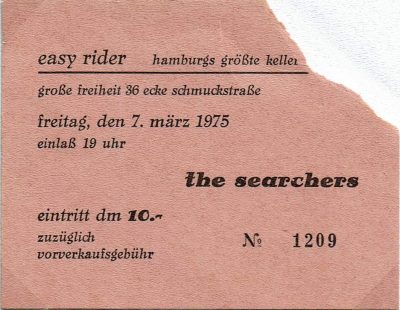 easy rider hamburgs größte keller
große freiheit 36 ecke schmuckstraße
freitag, den 7. märz 1975
einlaß 19 uhr
the searchers
eintritt dm 10.-
zuzüglich
vorverkaufsgebühr
№ 1209